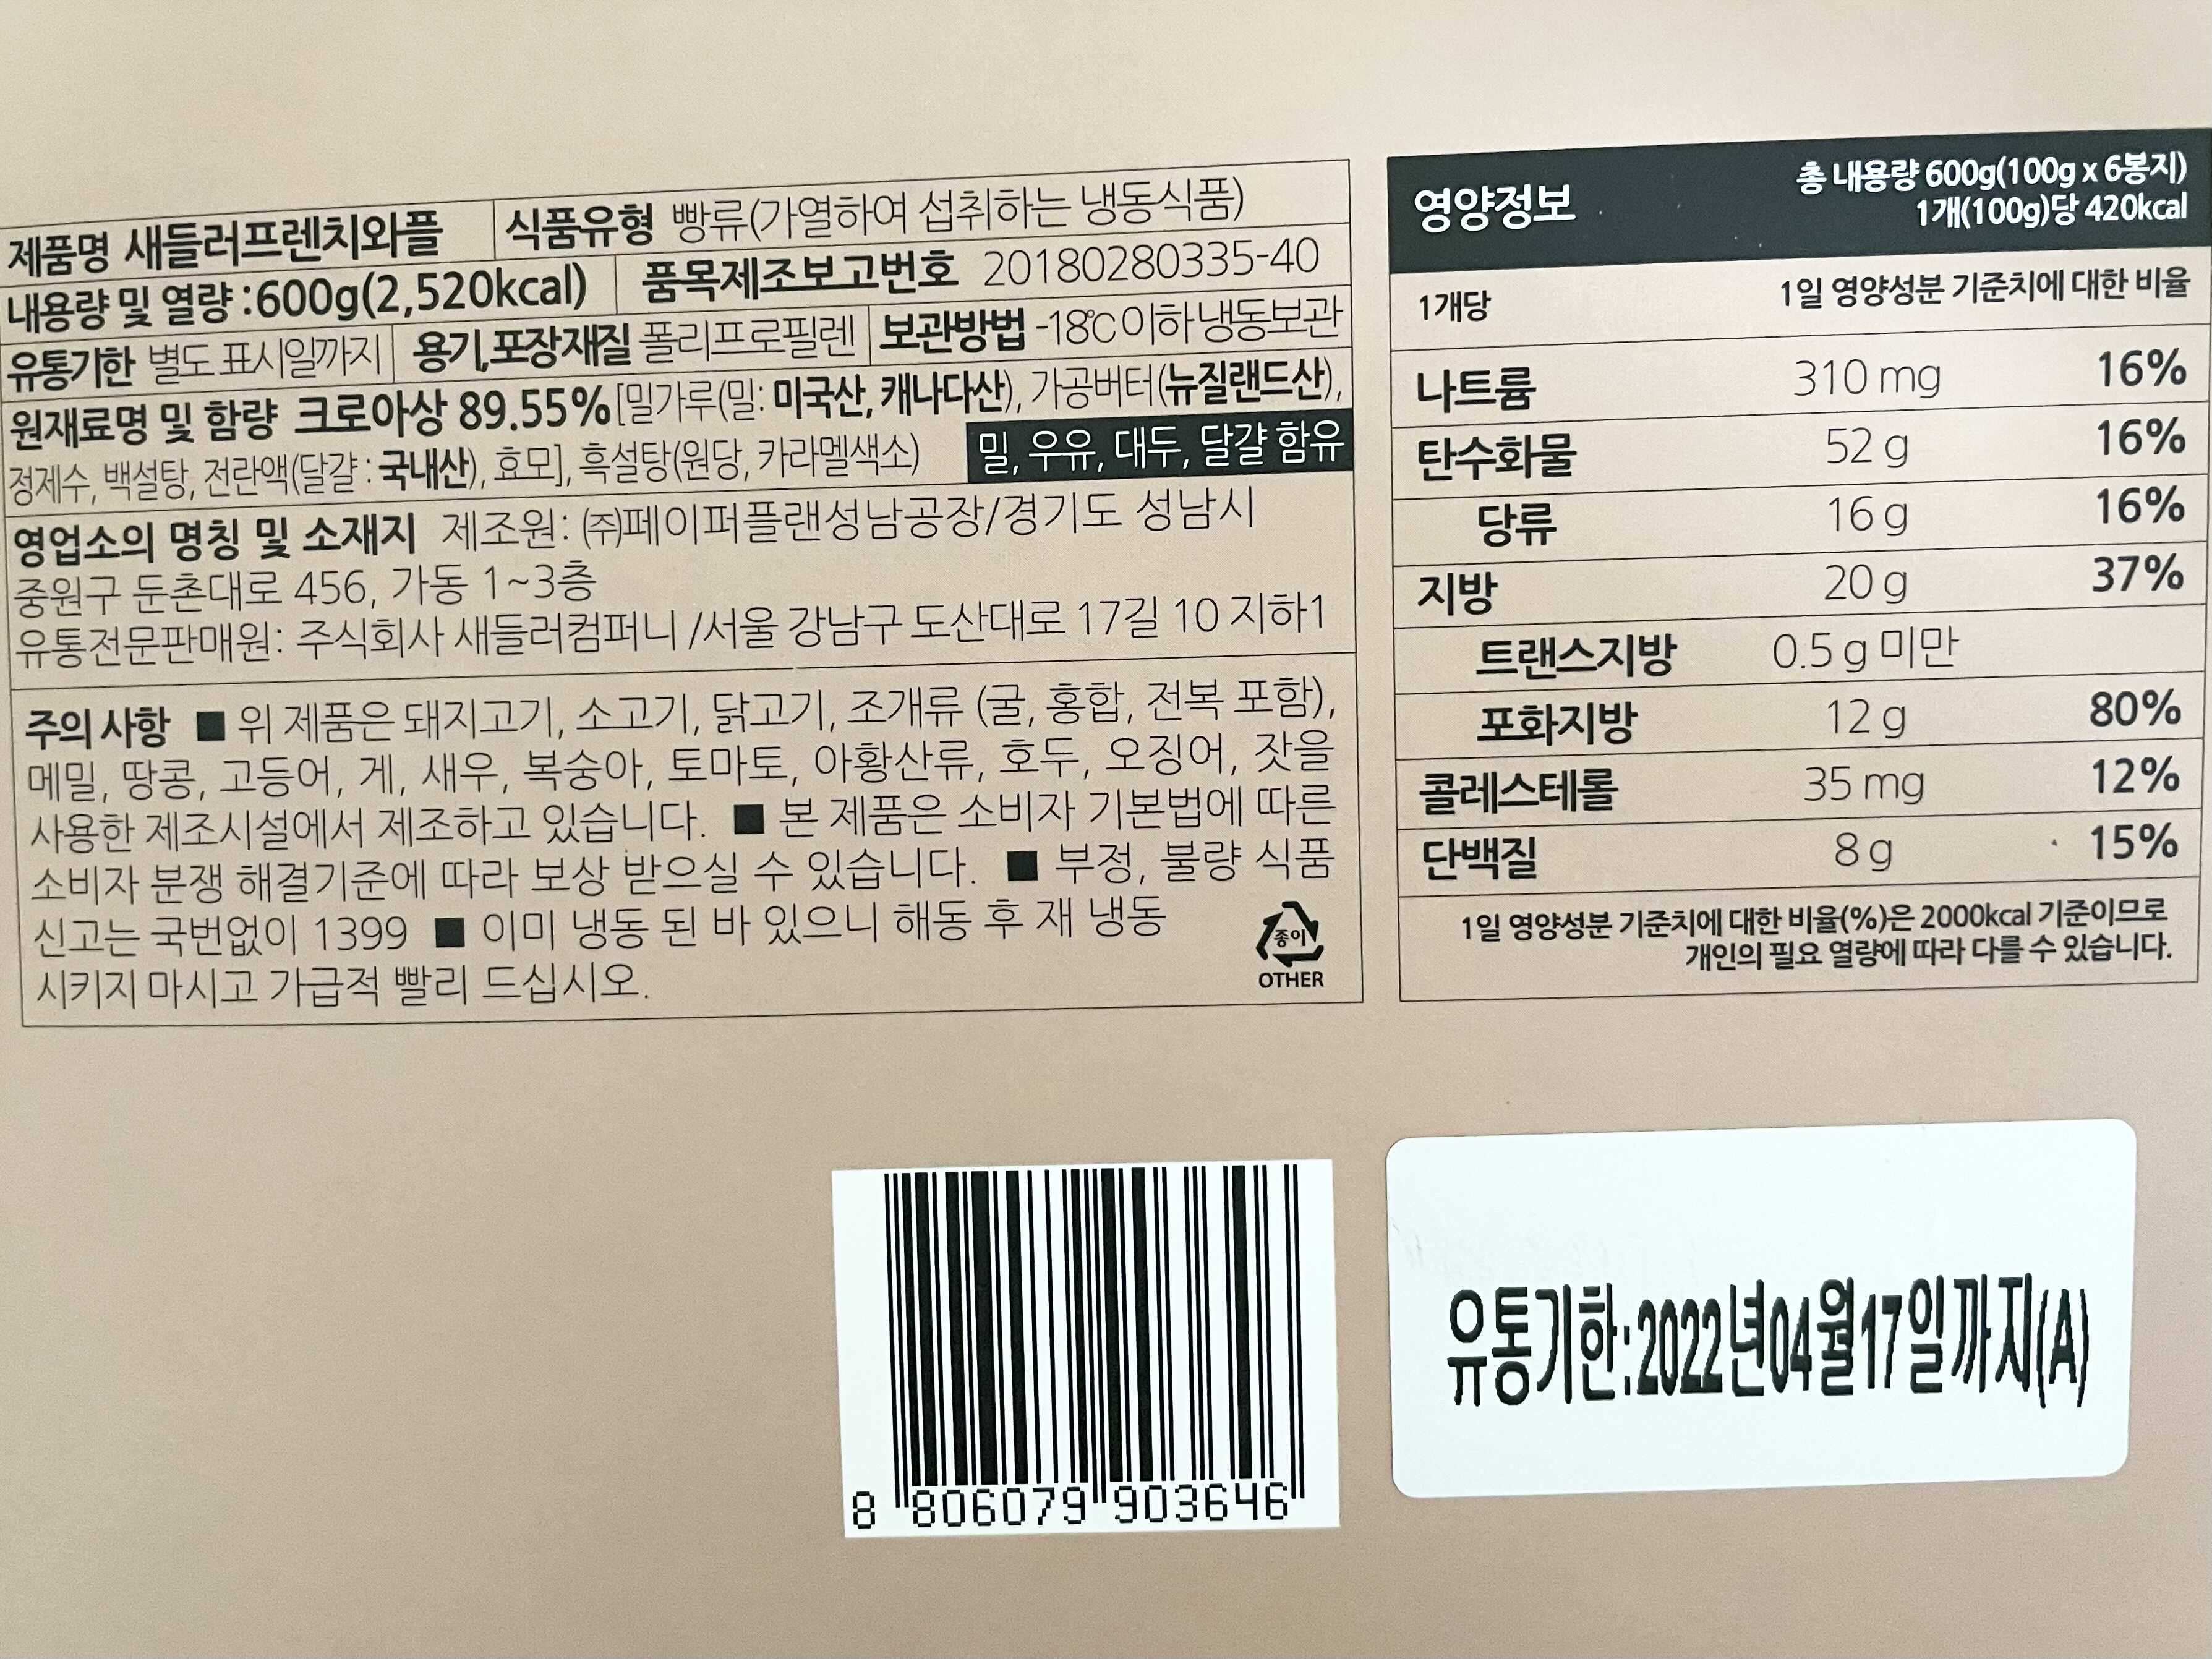 제품명 새들러프렌치와플 식품유형 빵류(가열하여 섭취하는 냉동식품)
내용량 및 열량:600g(2,520kcal) 품목제조보고번호 20180280335-40
유통기한 별도 표시일까지 용기,포장재질 폴리프로필렌 보관방법 -18℃이하 냉동보관
원재료명 및 함량 크로아상 89.55%[밀가루(밀: 미국산, 캐나다산), 가공버터(뉴질랜드산),
정제수, 백설탕, 전란액(달걀 : 국내산), 효모], 흑설탕(원당, 카라멜색소) 밀, 우유, 대두, 달걀 함유
영업소의 명칭 및 소재지 제조원: ㈜페이퍼플랜성남공장/경기도 성남시
중원구 둔촌대로 456, 가동 1~3층
유통전문판매원: 주식회사 새들러컴퍼니 /서울 강남구 도산대로 17길 10 지하1
주의 사항 ■ 위 제품은 돼지고기, 소고기, 닭고기, 조개류 (굴, 홍합, 전복 포함),
메밀, 땅콩, 고등어, 게, 새우, 복숭아, 토마토, 아황산류, 호두, 오징어, 잣을
사용한 제조시설에서 제조하고 있습니다. ■ 본 제품은 소비자 기본법에 따른
소비자 분쟁 해결기준에 따라 보상 받으실 수 있습니다. ■ 부정, 불량 식품
신고는 국번없이 1399 ■ 이미 냉동 된 바 있으니 해동 후 재 냉동
시키지 마시고 가급적 빨리 드십시오.
종이
OTHER
영양정보 총 내용량 600g(100g x 6봉지)
1개(100g)당 420kcal
1개당 1일 영양성분 기준치에 대한 비율
나트륨 310 mg 16%
탄수화물 52 g 16%
당류 16 g 16%
지방 20 g 37%
트랜스지방 0.5 g 미만
포화지방 12 g 80%
콜레스테롤 35 mg 12%
단백질 8 g 15%
1일 영양성분 기준치에 대한 비율(%)은 2000kcal 기준이므로
개인의 필요 열량에 따라 다를 수 있습니다.
8 806079 903646
유통기한:2022년04월17일까지(A)